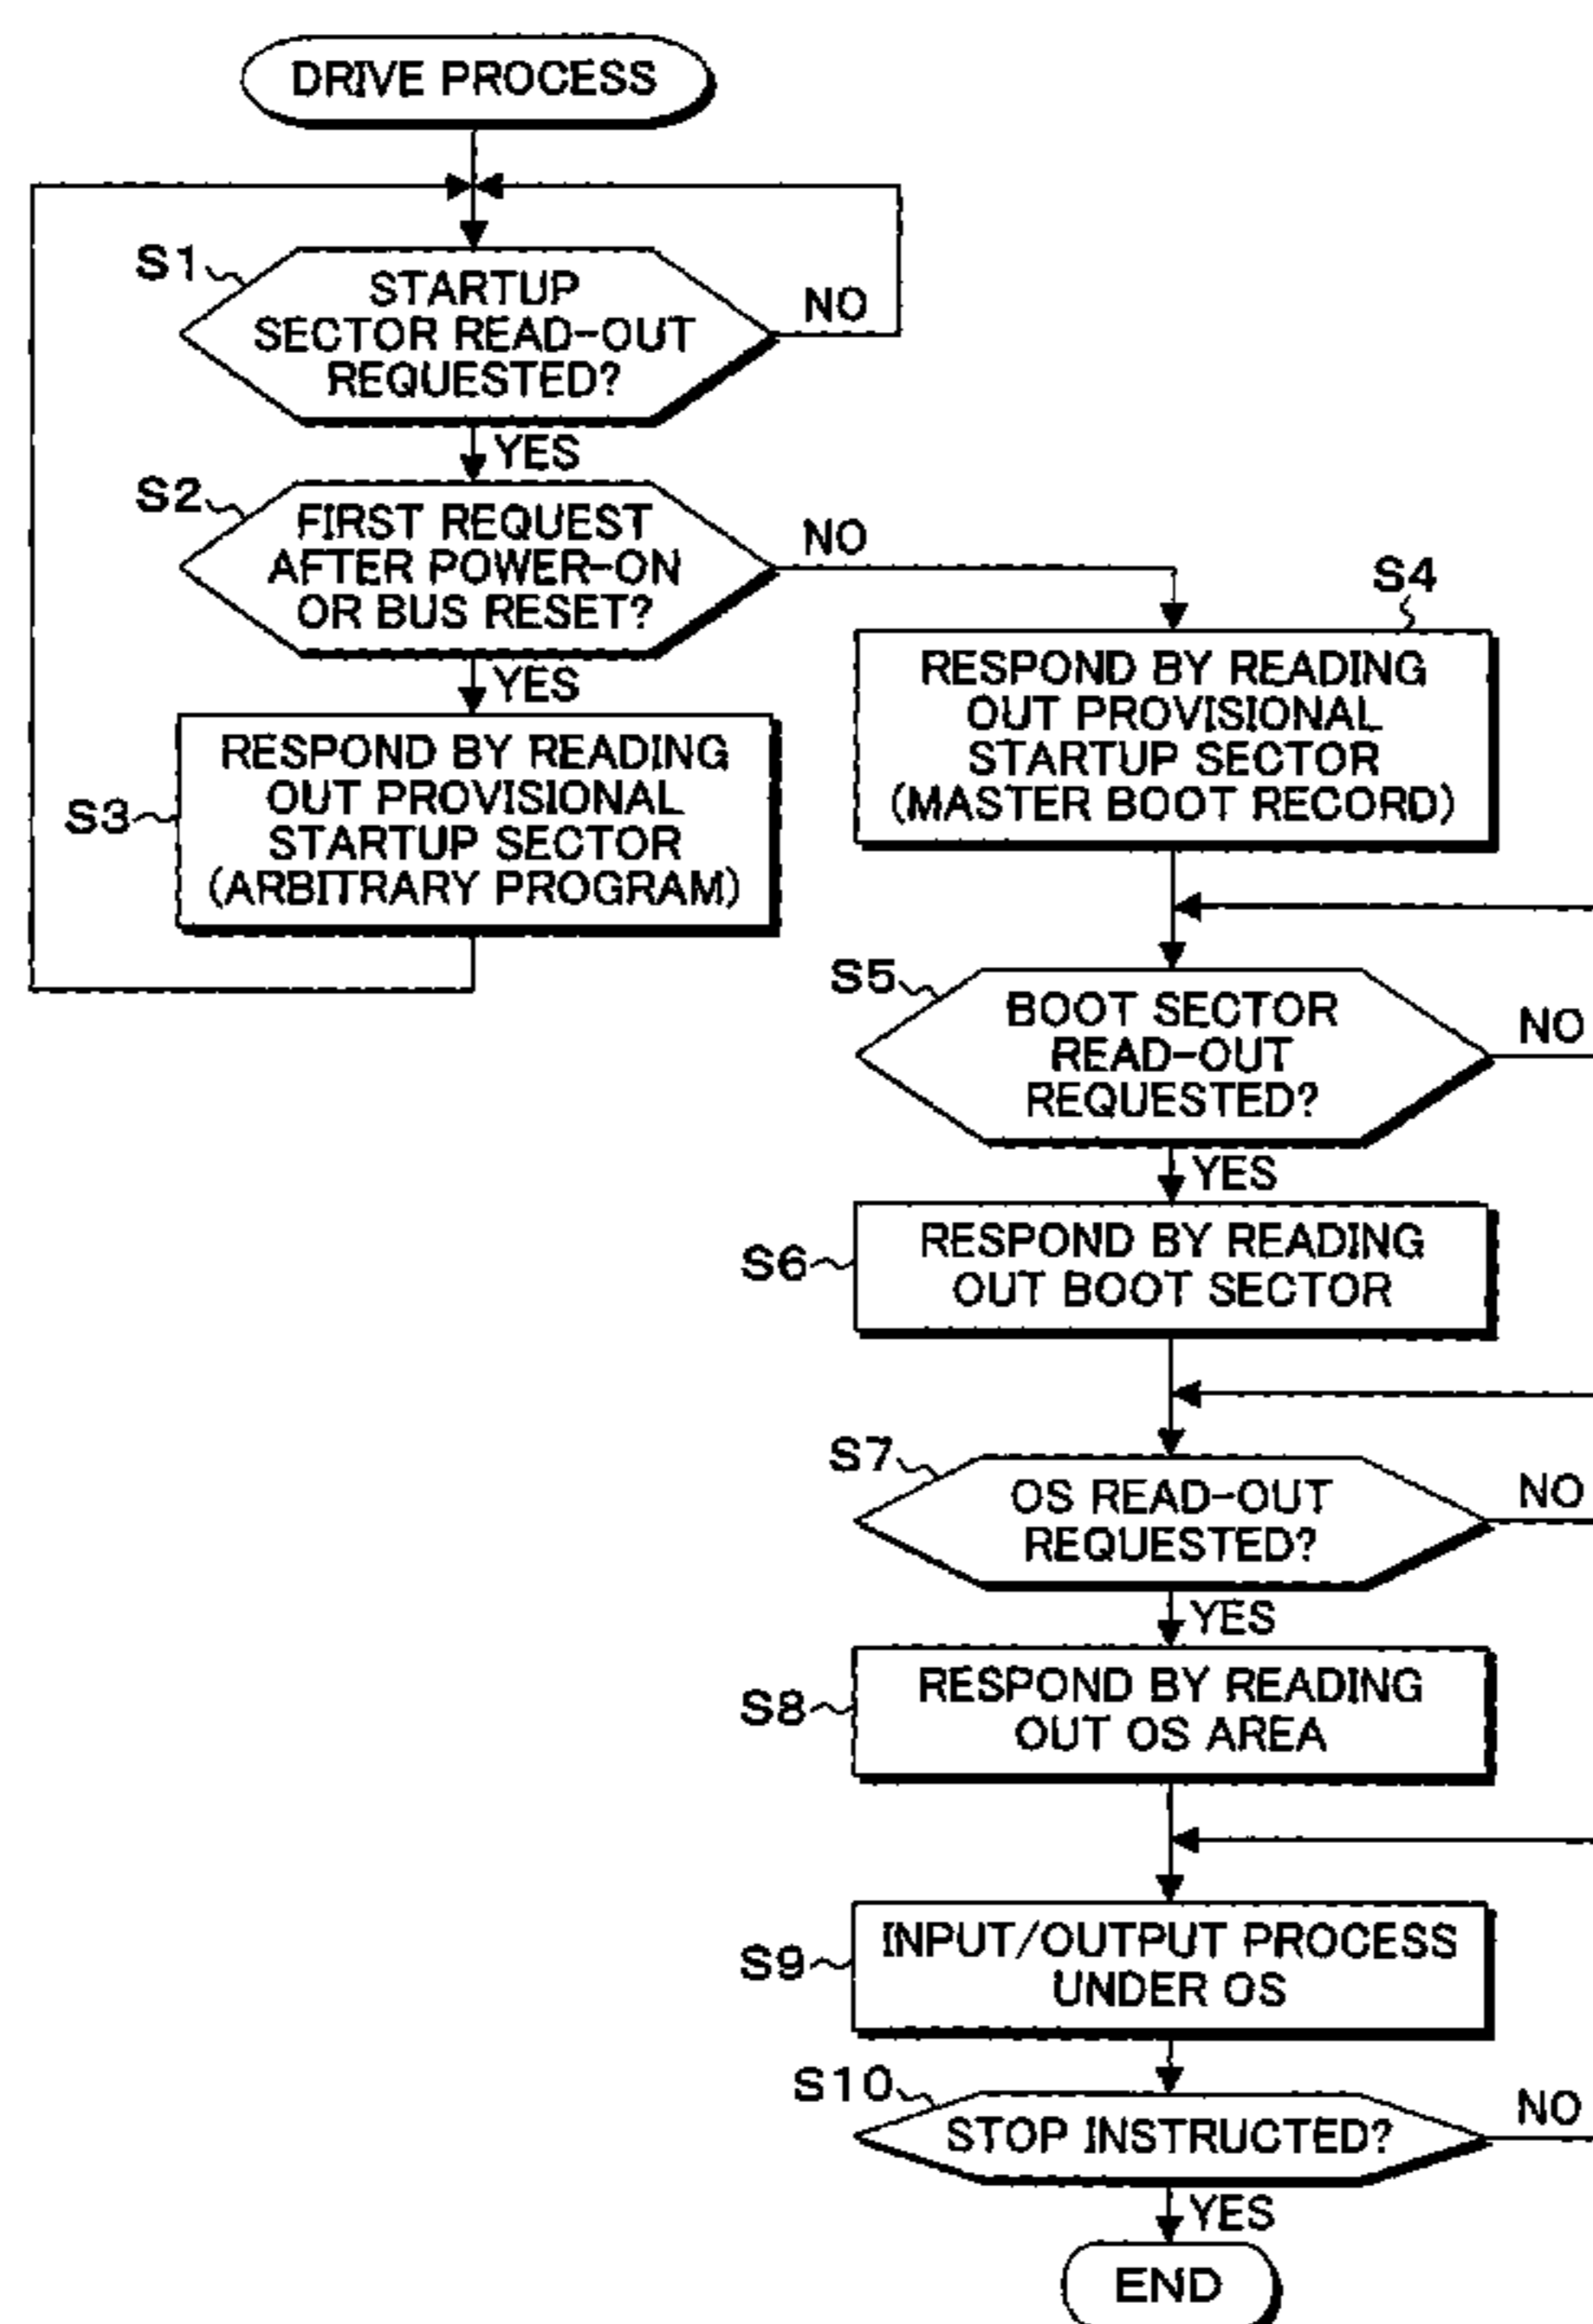 DRIVE PROCESS
S1
STARTUP
SECTOR READ-OUT
REQUESTED?
NO
YES
S2
FIRST REQUEST
AFTER POWER-ON
OR BUS RESET?
NO
YES
S3
RESPOND BY READING
OUT PROVISIONAL
STARTUP SECTOR
(ARBITRARY PROGRAM)
S4
RESPOND BY READING
OUT PROVISIONAL
STARTUP SECTOR
(MASTER BOOT RECORD)
S5
BOOT SECTOR
READ-OUT
REQUESTED?
NO
YES
S6
RESPOND BY READING
OUT BOOT SECTOR
S7
OS READ-OUT
REQUESTED?
NO
YES
S8
RESPOND BY READING
OUT OS AREA
S9
INPUT/OUTPUT PROCESS
UNDER OS
S10
STOP INSTRUCTED?
NO
YES
END